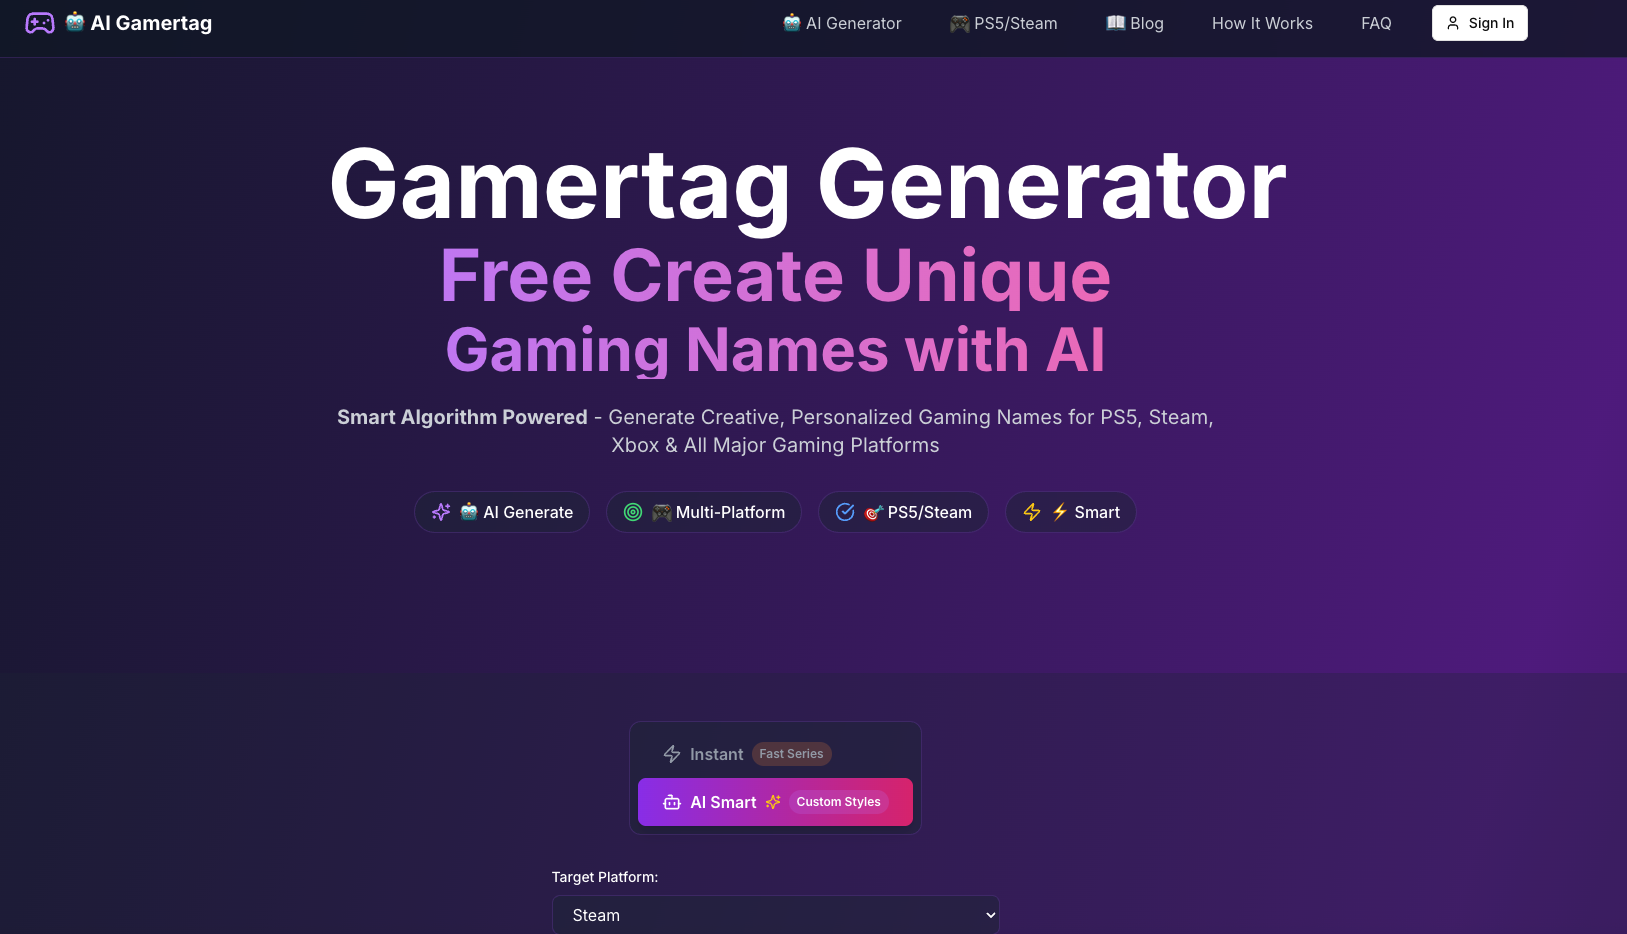 🤖 AI Gamertag
🤖 AI Generator
🎮 PS5/Steam
📖 Blog
How It Works
FAQ
Sign In
Gamertag Generator
Free Create Unique
Gaming Names with AI
Smart Algorithm Powered - Generate Creative, Personalized Gaming Names for PS5, Steam,
Xbox & All Major Gaming Platforms
🤖 AI Generate
🎮 Multi-Platform
🎯 PS5/Steam
⚡ Smart
Instant Fast Series
AI Smart Custom Styles
Target Platform:
Steam